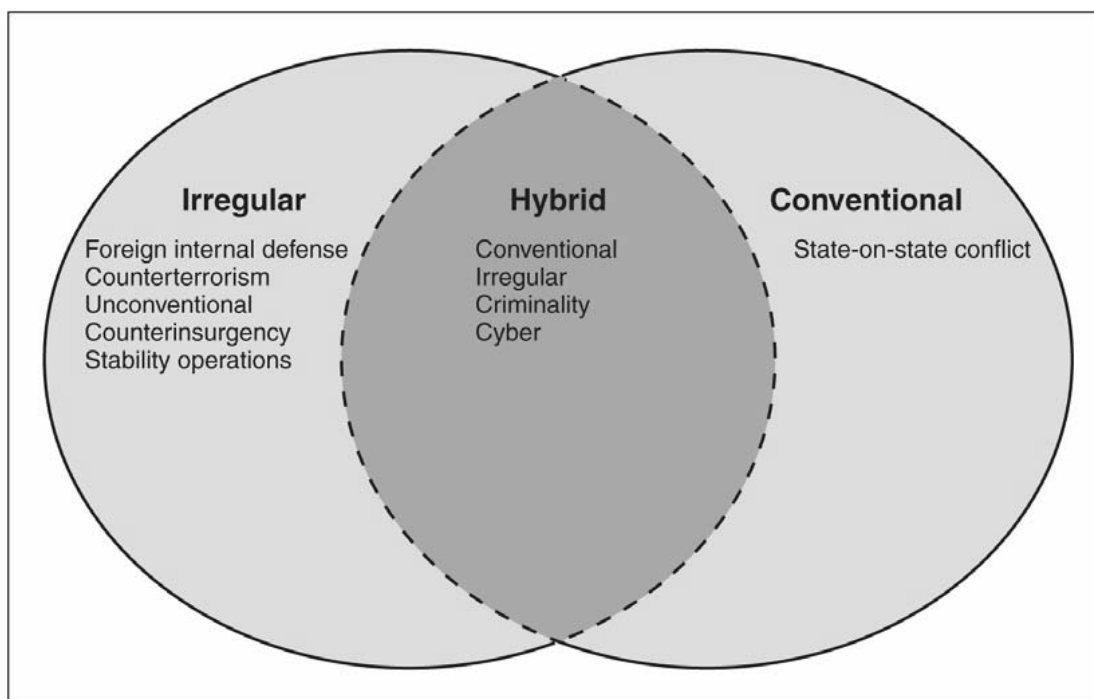 Irregular
Foreign internal defense
Counterterrorism
Unconventional
Counterinsurgency
Stability operations
Hybrid
Conventional
Irregular
Criminality
Cyber
Conventional
State-on-state conflict